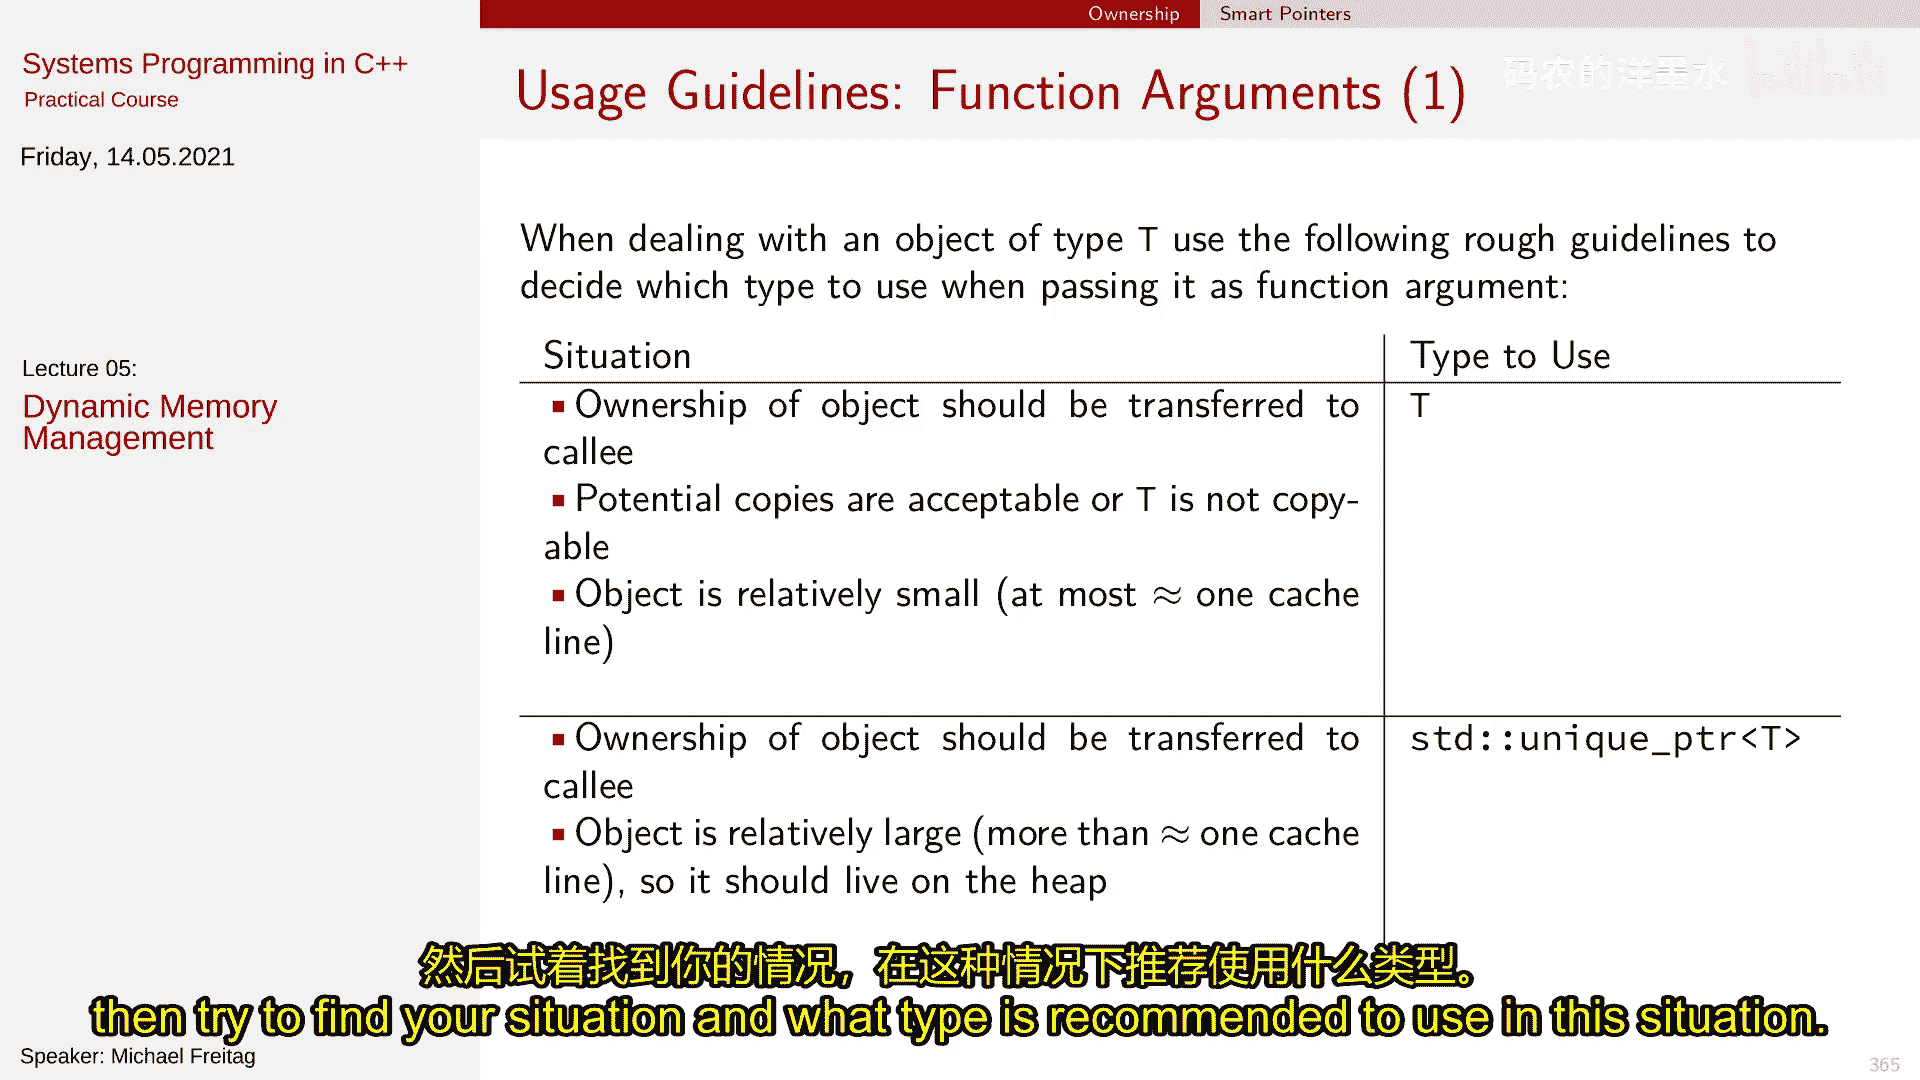 Ownership Smart Pointers
Systems Programming in C++
Practical Course
Friday, 14.05.2021
Lecture 05:
Dynamic Memory
Management
Usage Guidelines: Function Arguments (1)
码农的洋墨水
When dealing with an object of type T use the following rough guidelines to
decide which type to use when passing it as function argument:
Situation Type to Use
Ownership of object should be transferred to T
callee
Potential copies are acceptable or T is not copy-
able
Object is relatively small (at most ≈ one cache
line)
Ownership of object should be transferred to std::unique_ptr<T>
callee
Object is relatively large (more than ≈ one cache
line), so it should live on the heap
然后试着找到你的情况，在这种情况下推荐使用什么类型。
then try to find your situation and what type is recommended to use in this situation.
Speaker: Michael Freitag
365